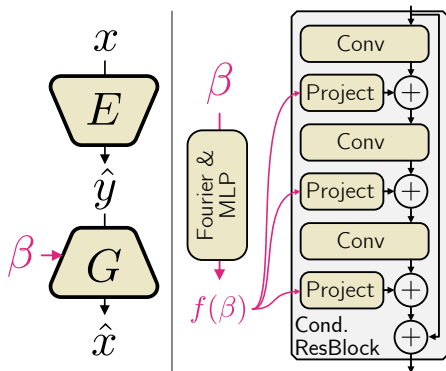 x
E
ŷ
β
G
x̂
β
Fourier &
MLP
f(β)
Conv
Project
+
Conv
Project
+
Conv
Project
+
Cond.
ResBlock
+